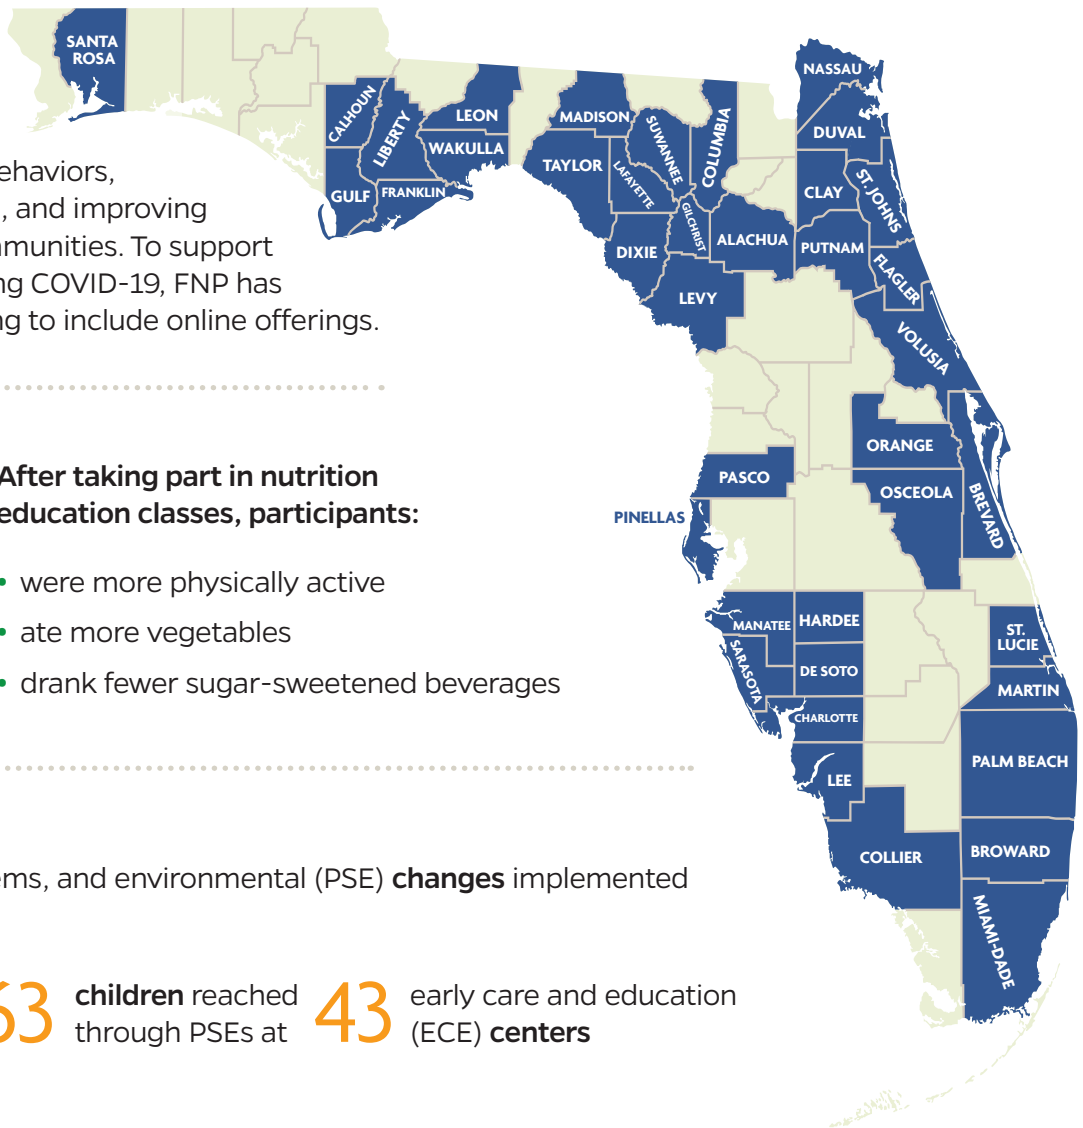 SANTA
ROSA
CALHOUN
LIBERTY
GULF
FRANKLIN
LEON
WAKULLA
MADISON
TAYLOR
LAFAYETTE
SUWANNEE
COLUMBIA
DIXIE
GILCHRIST
ALACHUA
LEVY
NASSAU
DUVAL
CLAY
ST. JOHNS
PUTNAM
FLAGLER
VOLUSIA
ORANGE
OSCEOLA
BREVARD
PASCO
PINELLAS
MANATEE
HARDEE
SARASOTA
DE SOTO
CHARLOTTE
LEE
ST.
LUCIE
MARTIN
PALM BEACH
COLLIER
BROWARD
MIAMI-DADE
ehaviors,
, and improving
mmunities. To support
ng COVID-19, FNP has
ng to include online offerings.
After taking part in nutrition
education classes, participants:
• were more physically active
• ate more vegetables
• drank fewer sugar-sweetened beverages
ems, and environmental (PSE) changes implemented
63 children reached
through PSEs at
43 early care and education
(ECE) centers